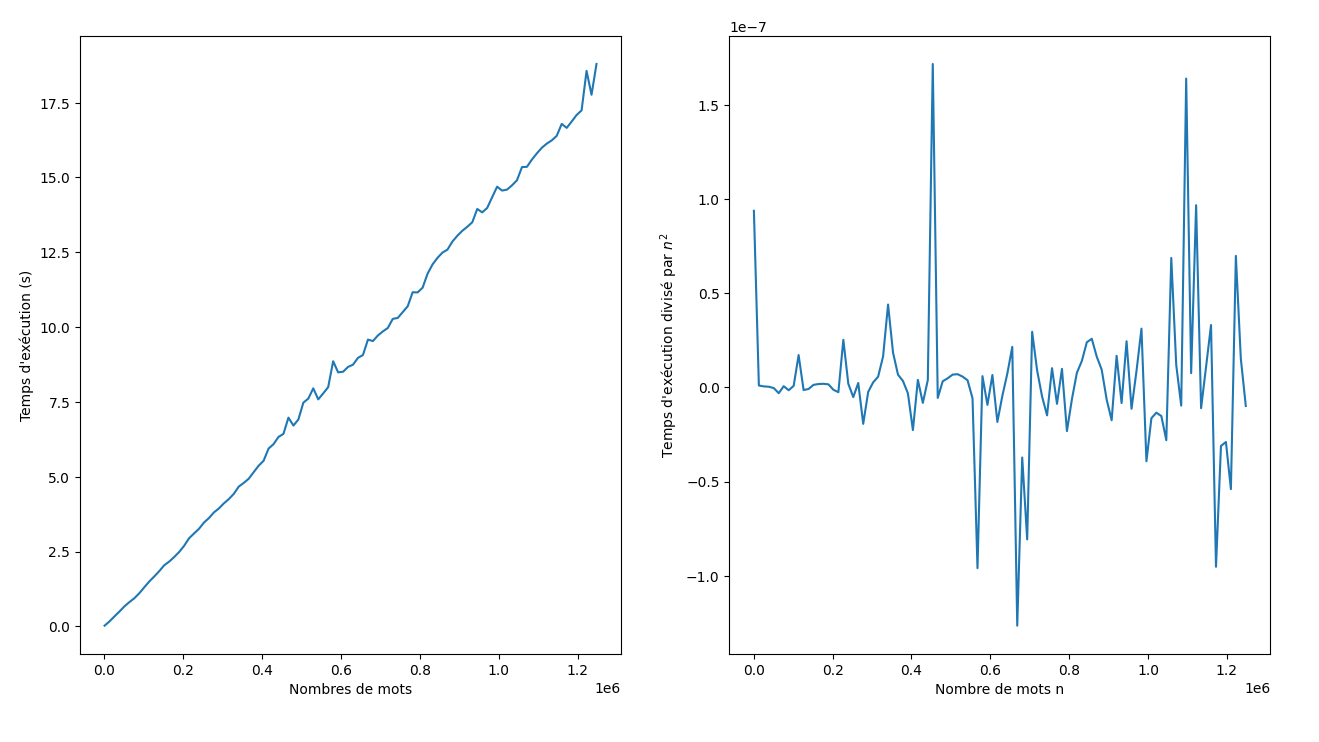 17.5
15.0
12.5
10.0
7.5
5.0
2.5
0.0
Temps d'exécution (s)
0.0 0.2 0.4 0.6 0.8 1.0 1.2
1e6
Nombres de mots
1e−7
1.5
1.0
0.5
0.0
−0.5
−1.0
Temps d'exécution divisé par n²
0.0 0.2 0.4 0.6 0.8 1.0 1.2
1e6
Nombre de mots n